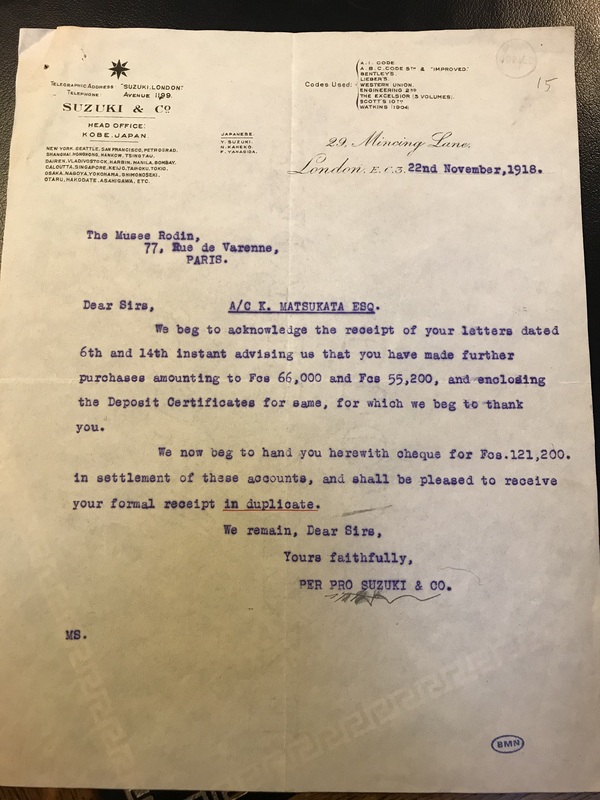 TELEGRAPHIC ADDRESS "SUZUKI, LONDON."
TELEPHONE AVENUE 1199.
SUZUKI & Co
HEAD OFFICE:
KOBE, JAPAN
NEW YORK, SEATTLE, SAN FRANCISCO, PETROGRAD,
SHANGHAI, HONGKONG, HANKOW, TSINGTAU,
DAIREN, VLADIVOSTOCK, HARBIN, MANILA, BOMBAY,
CALCUTTA, SINGAPORE, KEIJO, TAIHOKU, TOKIO,
OSAKA, NAGOYA, YOKOHAMA, SHIMONOSEKI,
OTARU, HAKODATE, ASAHIGAWA, ETC.
JAPANESE.
Y. SUZUKI.
N. KANEKO.
F. YANAGIDA.
Codes Used:
A.I. CODE
A.B.C. CODE 5TH & "IMPROVED."
BENTLEY'S.
LIEBER'S.
WESTERN UNION.
ENGINEERING 2ND
THE EXCELSIOR (3 VOLUMES).
SCOTT'S 10TH
WATKINS (1904)
15
29, Mincing Lane,
London, E.C.3. 22nd November,1918.
The Musee Rodin,
77, Rue de Varenne,
PARIS.
Dear Sirs, A/C K. MATSUKATA ESQ.
We beg to acknowledge the receipt of your letters dated
6th and 14th instant advising us that you have made further
purchases amounting to Fcs 66,000 and Fcs 55,200, and enclosing
the Deposit Certificates for same, for which we beg to thank
you.
We now beg to hand you herewith cheque for Fcs.121,200.
in settlement of these accounts, and shall be pleased to receive
your formal receipt in duplicate.
We remain, Dear Sirs,
Yours faithfully,
PER PRO SUZUKI & CO.
MS.
BMN